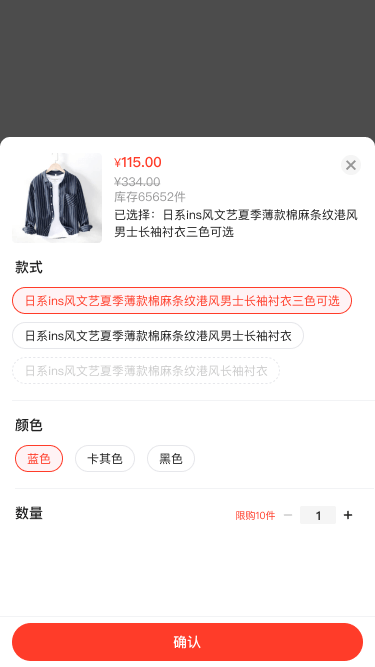 ¥115.00
¥334.00
库存65652件
已选择：日系ins风文艺夏季薄款棉麻条纹港风
男士长袖衬衣三色可选
款式
日系ins风文艺夏季薄款棉麻条纹港风男士长袖衬衣三色可选
日系ins风文艺夏季薄款棉麻条纹港风男士长袖衬衣
日系ins风文艺夏季薄款棉麻条纹港风长袖衬衣
颜色
蓝色 卡其色 黑色
数量 限购10件 − 1 +
确认